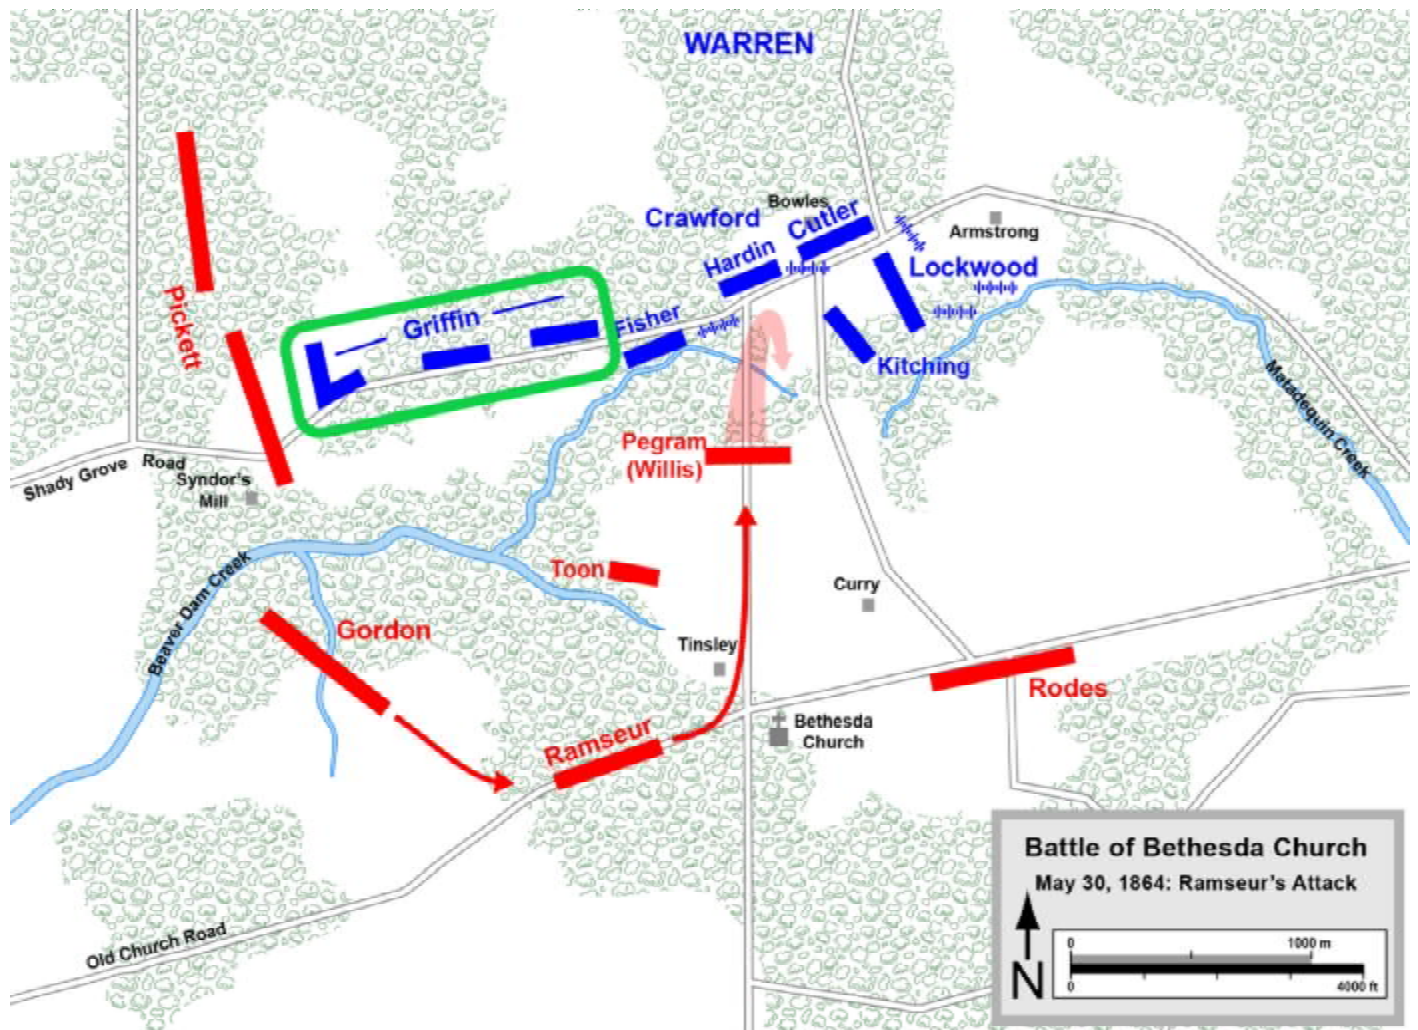 WARREN
Bowles
Crawford
Cutler
Armstrong
Hardin
Lockwood
Pickett
Griffin
Fisher
Kitching
Matadequin Creek
Pegram
(Willis)
Shady Grove Road
Syndor's
Mill
Toon
Curry
Beaver Dam Creek
Gordon
Tinsley
Rodes
Ramseur
Bethesda
Church
Old Church Road
Battle of Bethesda Church
May 30, 1864: Ramseur's Attack
N
0 1000 m
0 4000 ft